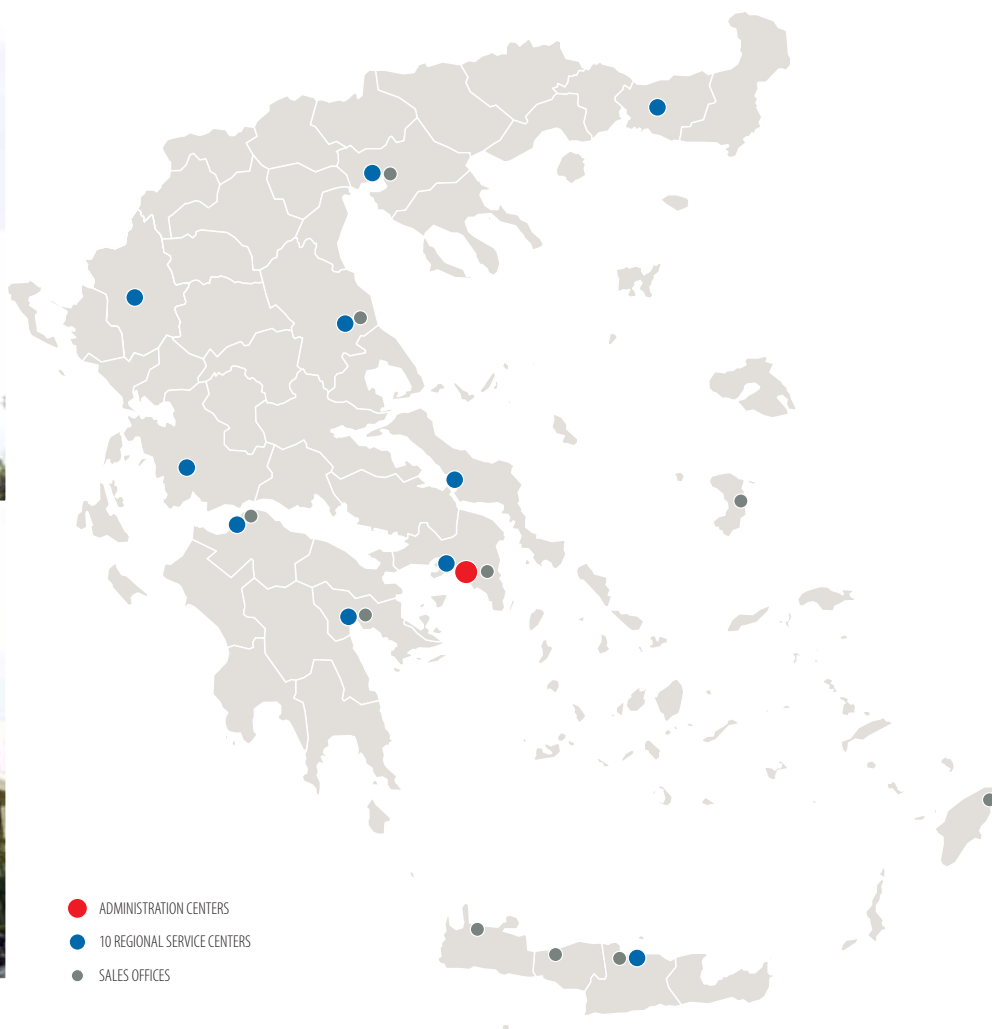 ADMINISTRATION CENTERS
10 REGIONAL SERVICE CENTERS
SALES OFFICES